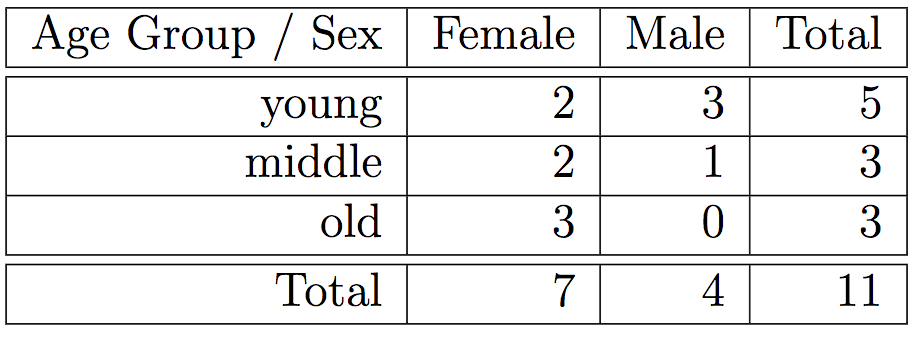 Age Group / Sex Female Male Total
young 2 3 5
middle 2 1 3
old 3 0 3
Total 7 4 11